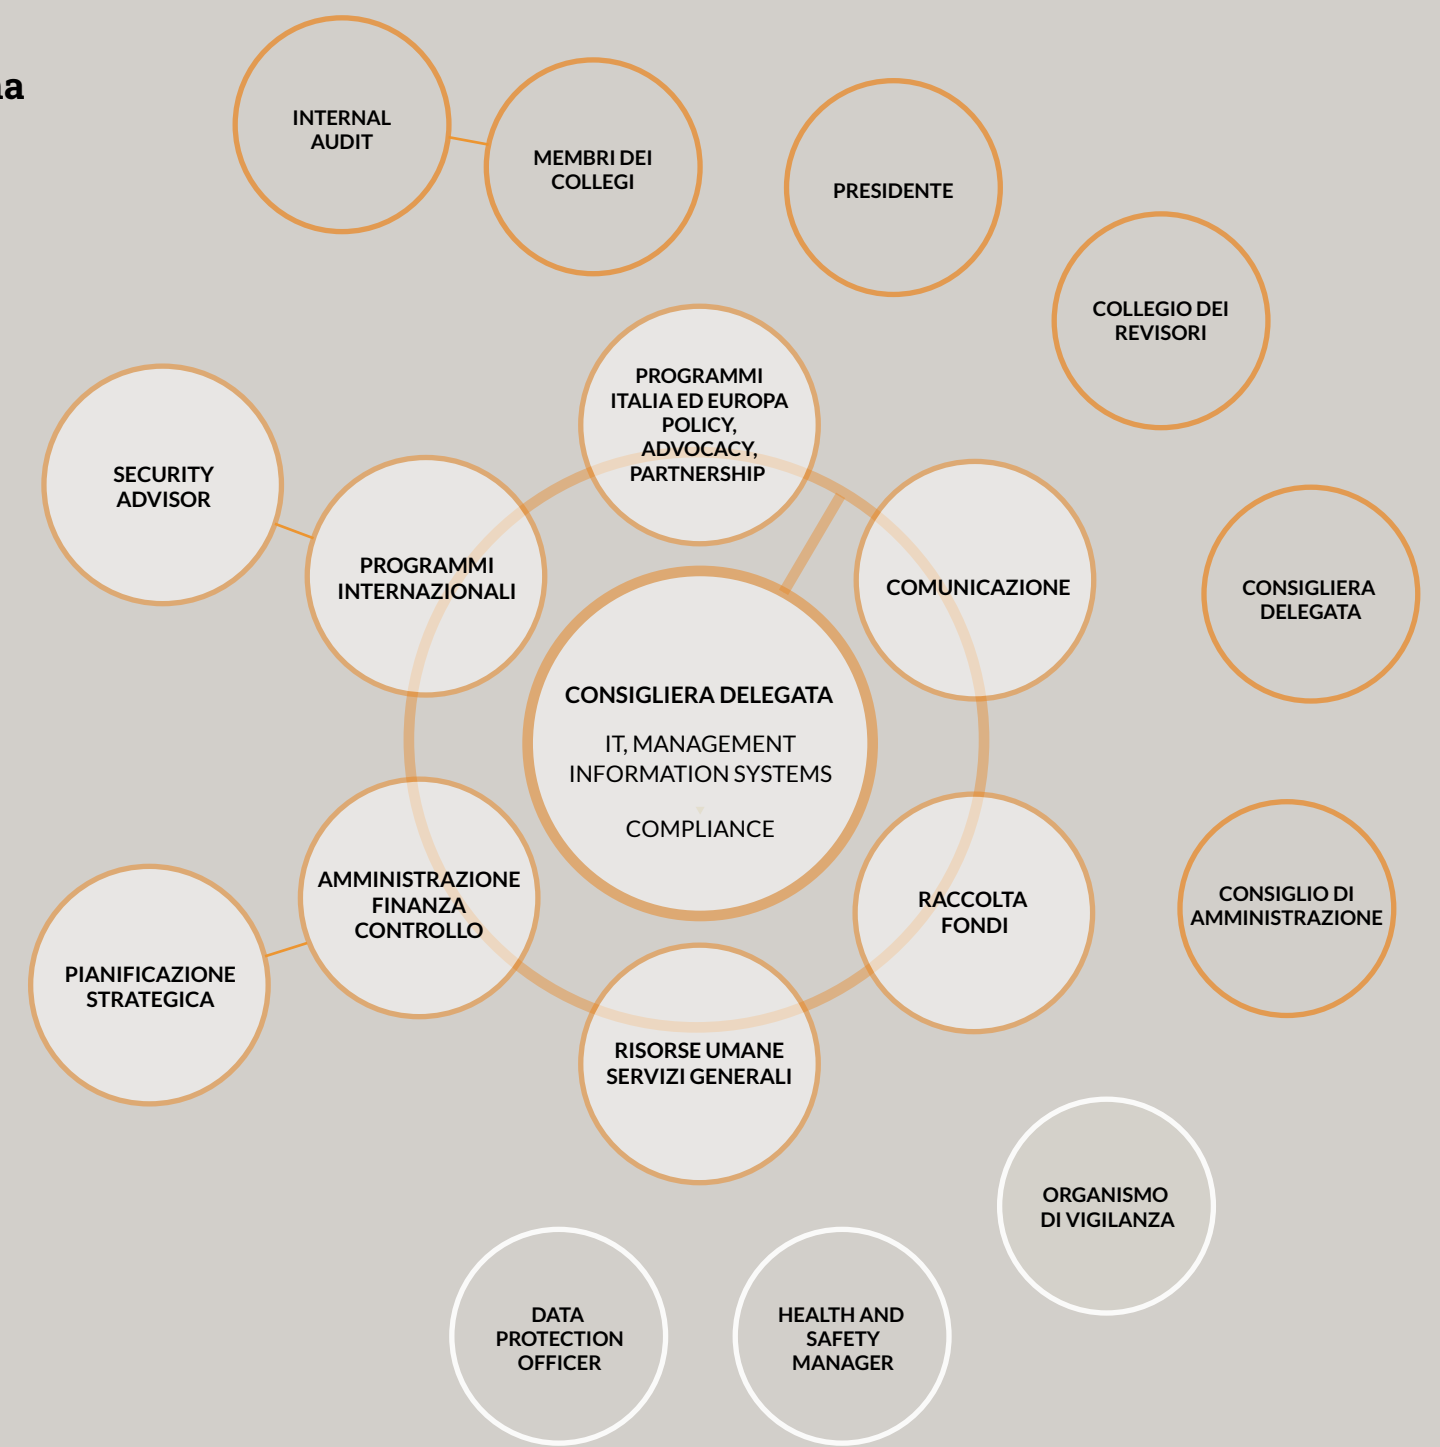 na
INTERNAL
AUDIT
MEMBRI DEI
COLLEGI
PRESIDENTE
COLLEGIO DEI
REVISORI
PROGRAMMI
ITALIA ED EUROPA
POLICY,
ADVOCACY,
PARTNERSHIP
SECURITY
ADVISOR
PROGRAMMI
INTERNAZIONALI
COMUNICAZIONE
CONSIGLIERA
DELEGATA
CONSIGLIERA DELEGATA
IT, MANAGEMENT
INFORMATION SYSTEMS
COMPLIANCE
AMMINISTRAZIONE
FINANZA
CONTROLLO
RACCOLTA
FONDI
CONSIGLIO DI
AMMINISTRAZIONE
PIANIFICAZIONE
STRATEGICA
RISORSE UMANE
SERVIZI GENERALI
ORGANISMO
DI VIGILANZA
DATA
PROTECTION
OFFICER
HEALTH AND
SAFETY
MANAGER